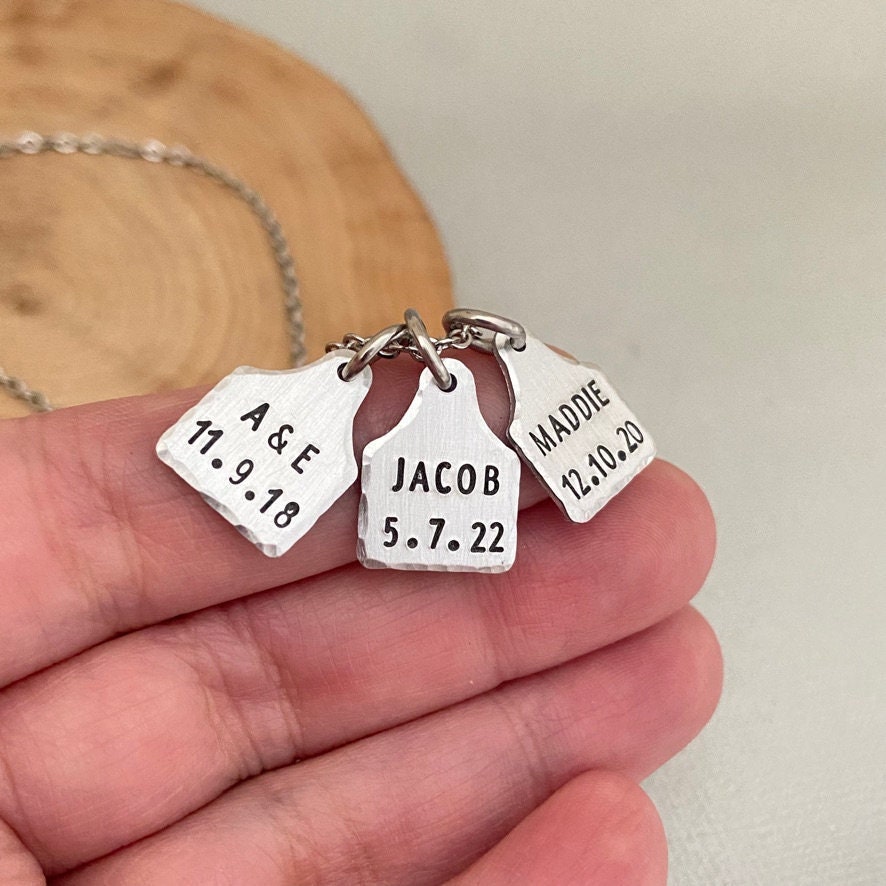 A & E
11.9.18
JACOB
5.7.22
MADDIE
12.10.20